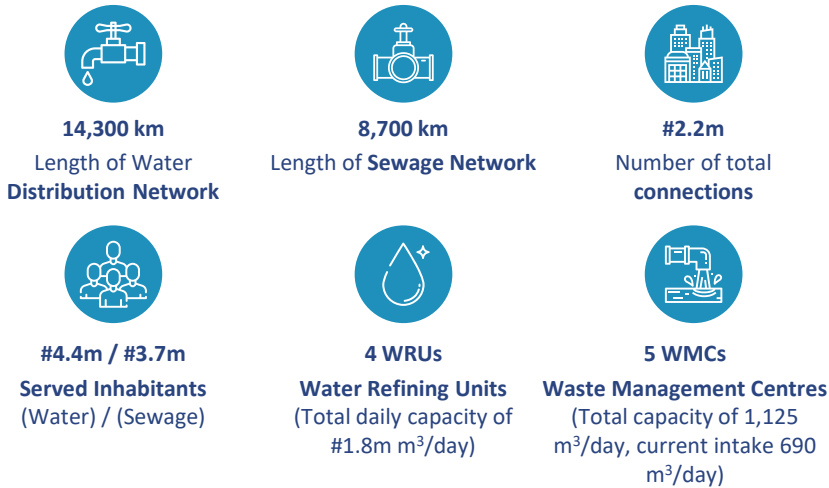 14,300 km
Length of Water
Distribution Network
8,700 km
Length of Sewage Network
#2.2m
Number of total
connections
#4.4m / #3.7m
Served Inhabitants
(Water) / (Sewage)
4 WRUs
Water Refining Units
(Total daily capacity of
#1.8m m³/day)
5 WMCs
Waste Management Centres
(Total capacity of 1,125
m³/day, current intake 690
m³/day)